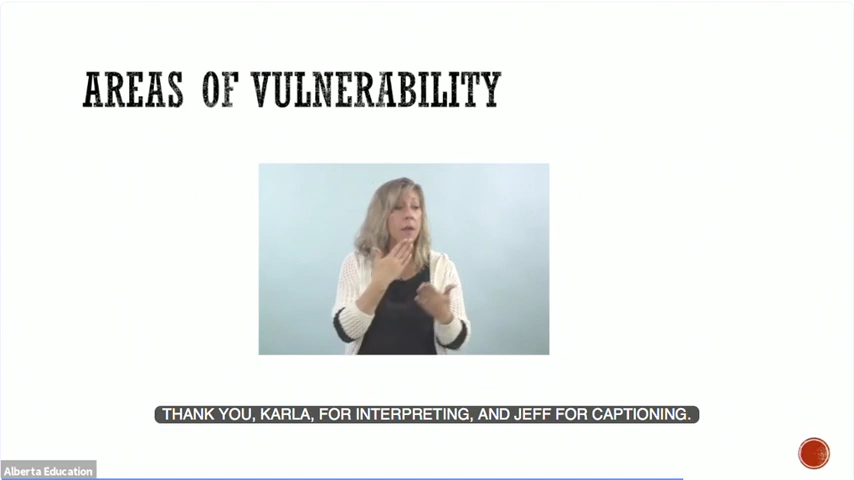 AREAS OF VULNERABILITY
THANK YOU, KARLA, FOR INTERPRETING, AND JEFF FOR CAPTIONING.
Alberta Education